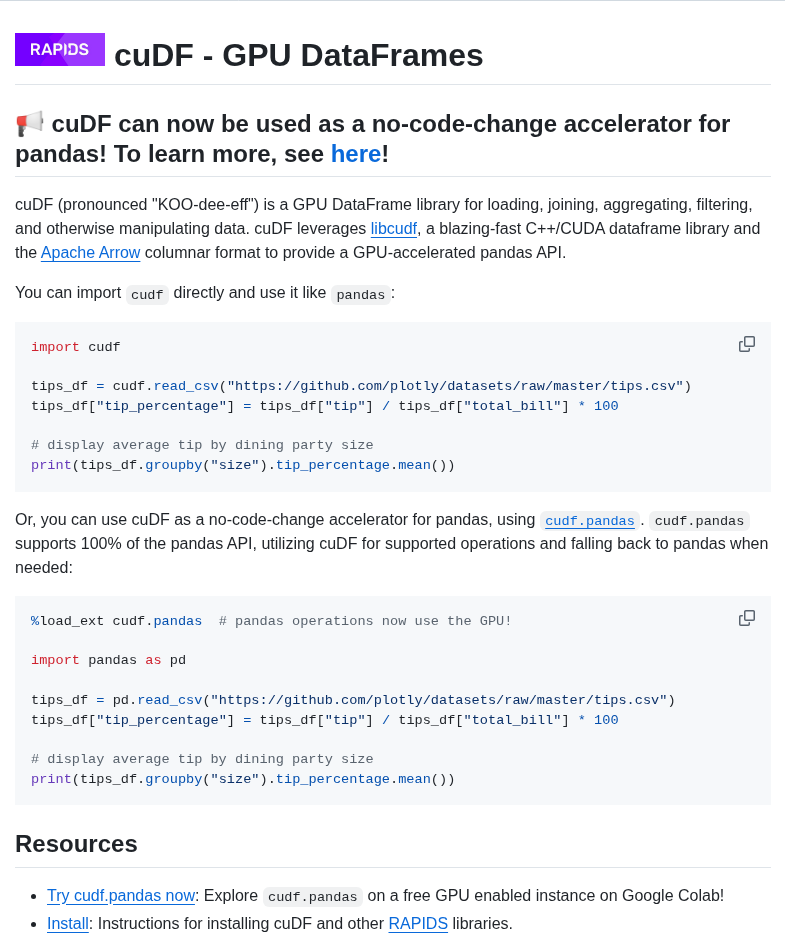 RAPIDS cuDF - GPU DataFrames
📢 cuDF can now be used as a no-code-change accelerator for
pandas! To learn more, see here!
cuDF (pronounced "KOO-dee-eff") is a GPU DataFrame library for loading, joining, aggregating, filtering,
and otherwise manipulating data. cuDF leverages libcudf, a blazing-fast C++/CUDA dataframe library and
the Apache Arrow columnar format to provide a GPU-accelerated pandas API.
You can import cudf directly and use it like pandas:
import cudf
tips_df = cudf.read_csv("https://github.com/plotly/datasets/raw/master/tips.csv")
tips_df["tip_percentage"] = tips_df["tip"] / tips_df["total_bill"] * 100
# display average tip by dining party size
print(tips_df.groupby("size").tip_percentage.mean())
Or, you can use cuDF as a no-code-change accelerator for pandas, using cudf.pandas. cudf.pandas
supports 100% of the pandas API, utilizing cuDF for supported operations and falling back to pandas when
needed:
%load_ext cudf.pandas  # pandas operations now use the GPU!
import pandas as pd
tips_df = pd.read_csv("https://github.com/plotly/datasets/raw/master/tips.csv")
tips_df["tip_percentage"] = tips_df["tip"] / tips_df["total_bill"] * 100
# display average tip by dining party size
print(tips_df.groupby("size").tip_percentage.mean())
Resources
• Try cudf.pandas now: Explore cudf.pandas on a free GPU enabled instance on Google Colab!
• Install: Instructions for installing cuDF and other RAPIDS libraries.